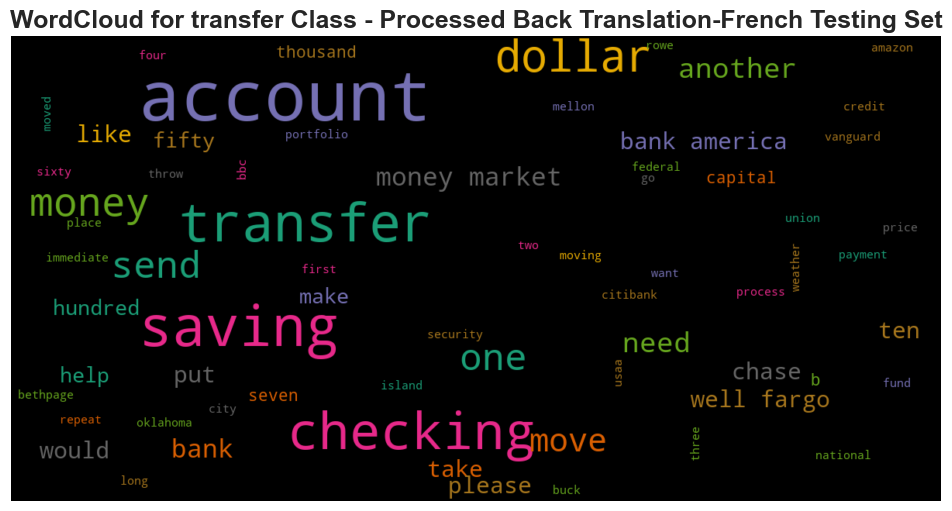 WordCloud for transfer Class - Processed Back Translation-French Testing Set
four
thousand
dollar
rowe
amazon
another
account
mellon
credit
moved
like
fifty
portfolio
bank america
vanguard
sixty
throw
bbc
money market
federal
go
capital
money
place
transfer
union
price
immediate
send
first
two
moving
want
weather
payment
hundred
make
citibank
process
saving
security
one
need
ten
help
put
island
usaa
chase
b
fund
bethpage
seven
well fargo
repeat
oklahoma
city
checking
move
would
bank
three
national
take
long
please
buck